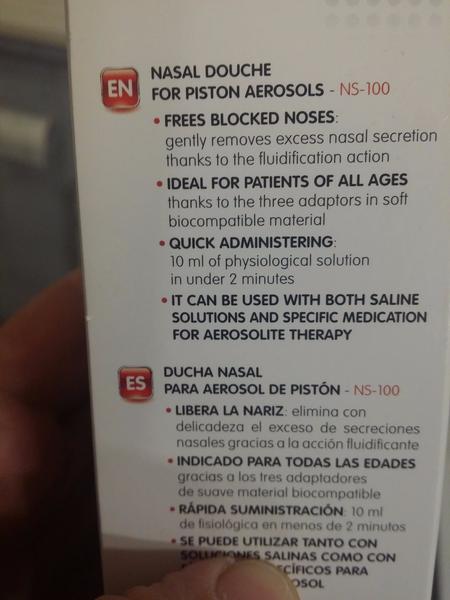 EN
NASAL DOUCHE
FOR PISTON AEROSOLS - NS-100
• FREES BLOCKED NOSES:
gently removes excess nasal secretion
thanks to the fluidification action
• IDEAL FOR PATIENTS OF ALL AGES
thanks to the three adaptors in soft
biocompatible material
• QUICK ADMINISTERING:
10 ml of physiological solution
in under 2 minutes
• IT CAN BE USED WITH BOTH SALINE
SOLUTIONS AND SPECIFIC MEDICATION
FOR AEROSOLITE THERAPY
ES
DUCHA NASAL
PARA AEROSOL DE PISTÓN - NS-100
• LIBERA LA NARIZ: elimina con
delicadeza el exceso de secreciones
nasales gracias a la acción fluidificante
• INDICADO PARA TODAS LAS EDADES
gracias a los tres adaptadores
de suave material biocompatible
• RÁPIDA SUMINISTRACIÓN: 10 ml
de fisiológica en menos de 2 minutos
• SE PUEDE UTILIZAR TANTO CON
SOLUCIONES SALINAS COMO CON
PARA